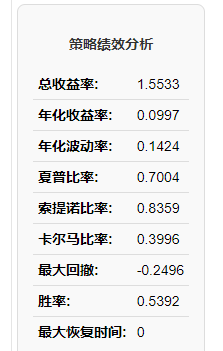 策略绩效分析
总收益率: 1.5533
年化收益率: 0.0997
年化波动率: 0.1424
夏普比率: 0.7004
索提诺比率: 0.8359
卡尔马比率: 0.3996
最大回撤: -0.2496
胜率: 0.5392
最大恢复时间: 0